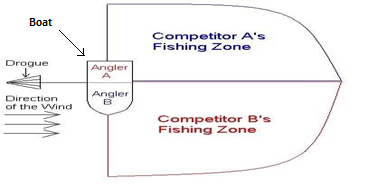 Boat
Competitor A's
Fishing Zone
Drogue
Angler
A
Angler
B
Direction
of the Wind
Competitor B's
Fishing Zone